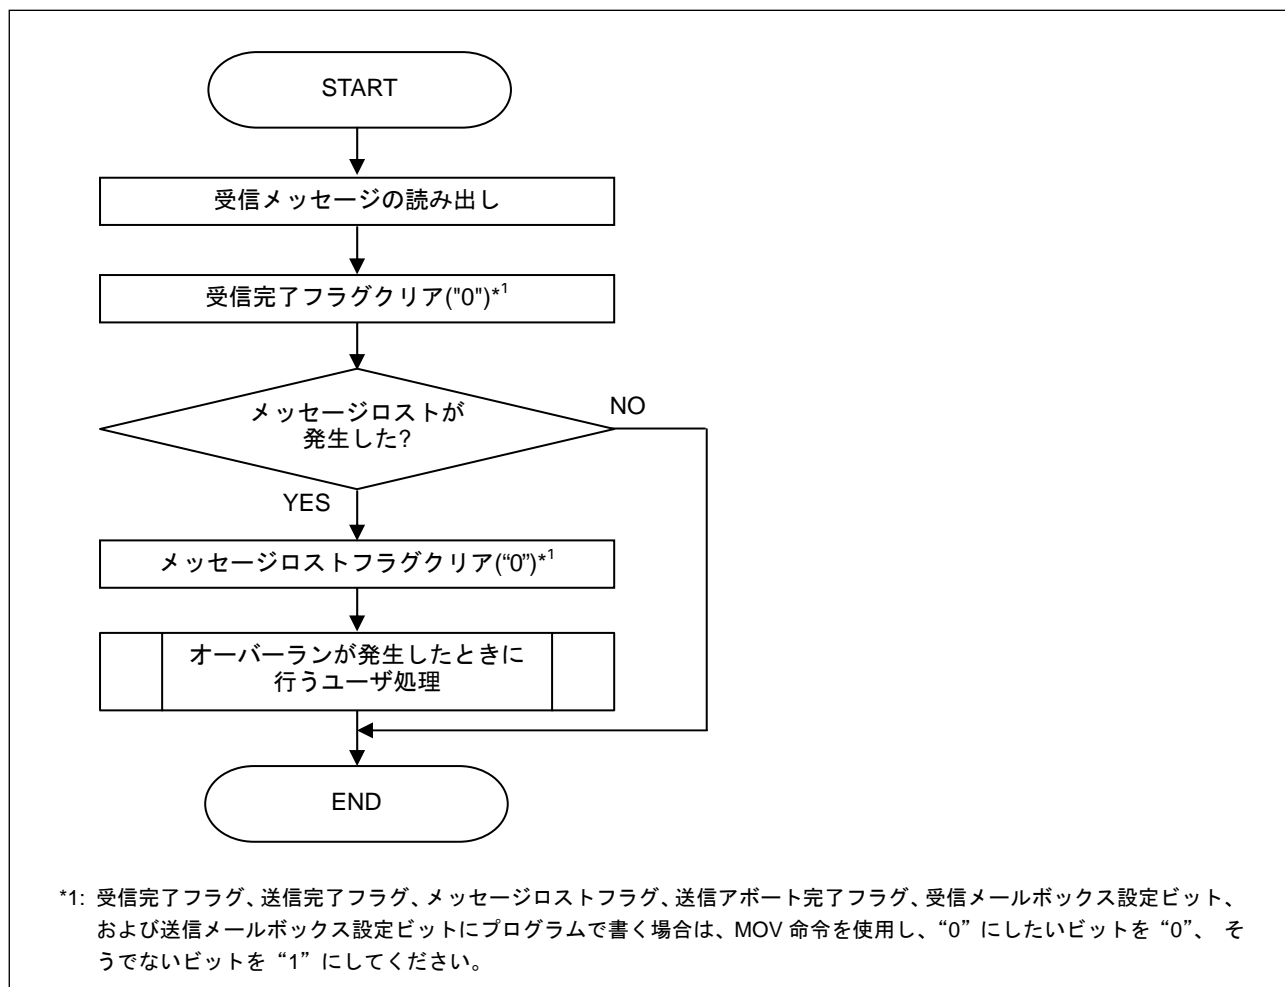 START
受信メッセージの読み出し
受信完了フラグクリア("0")*1
メッセージロストが
発生した?
NO
YES
メッセージロストフラグクリア(“0”)*1
オーバーランが発生したときに
行うユーザ処理
END
*1: 受信完了フラグ、送信完了フラグ、メッセージロストフラグ、送信アボート完了フラグ、受信メールボックス設定ビット、
および送信メールボックス設定ビットにプログラムで書く場合は、MOV 命令を使用し、“0” にしたいビットを “0”、 そ
うでないビットを “1” にしてください。